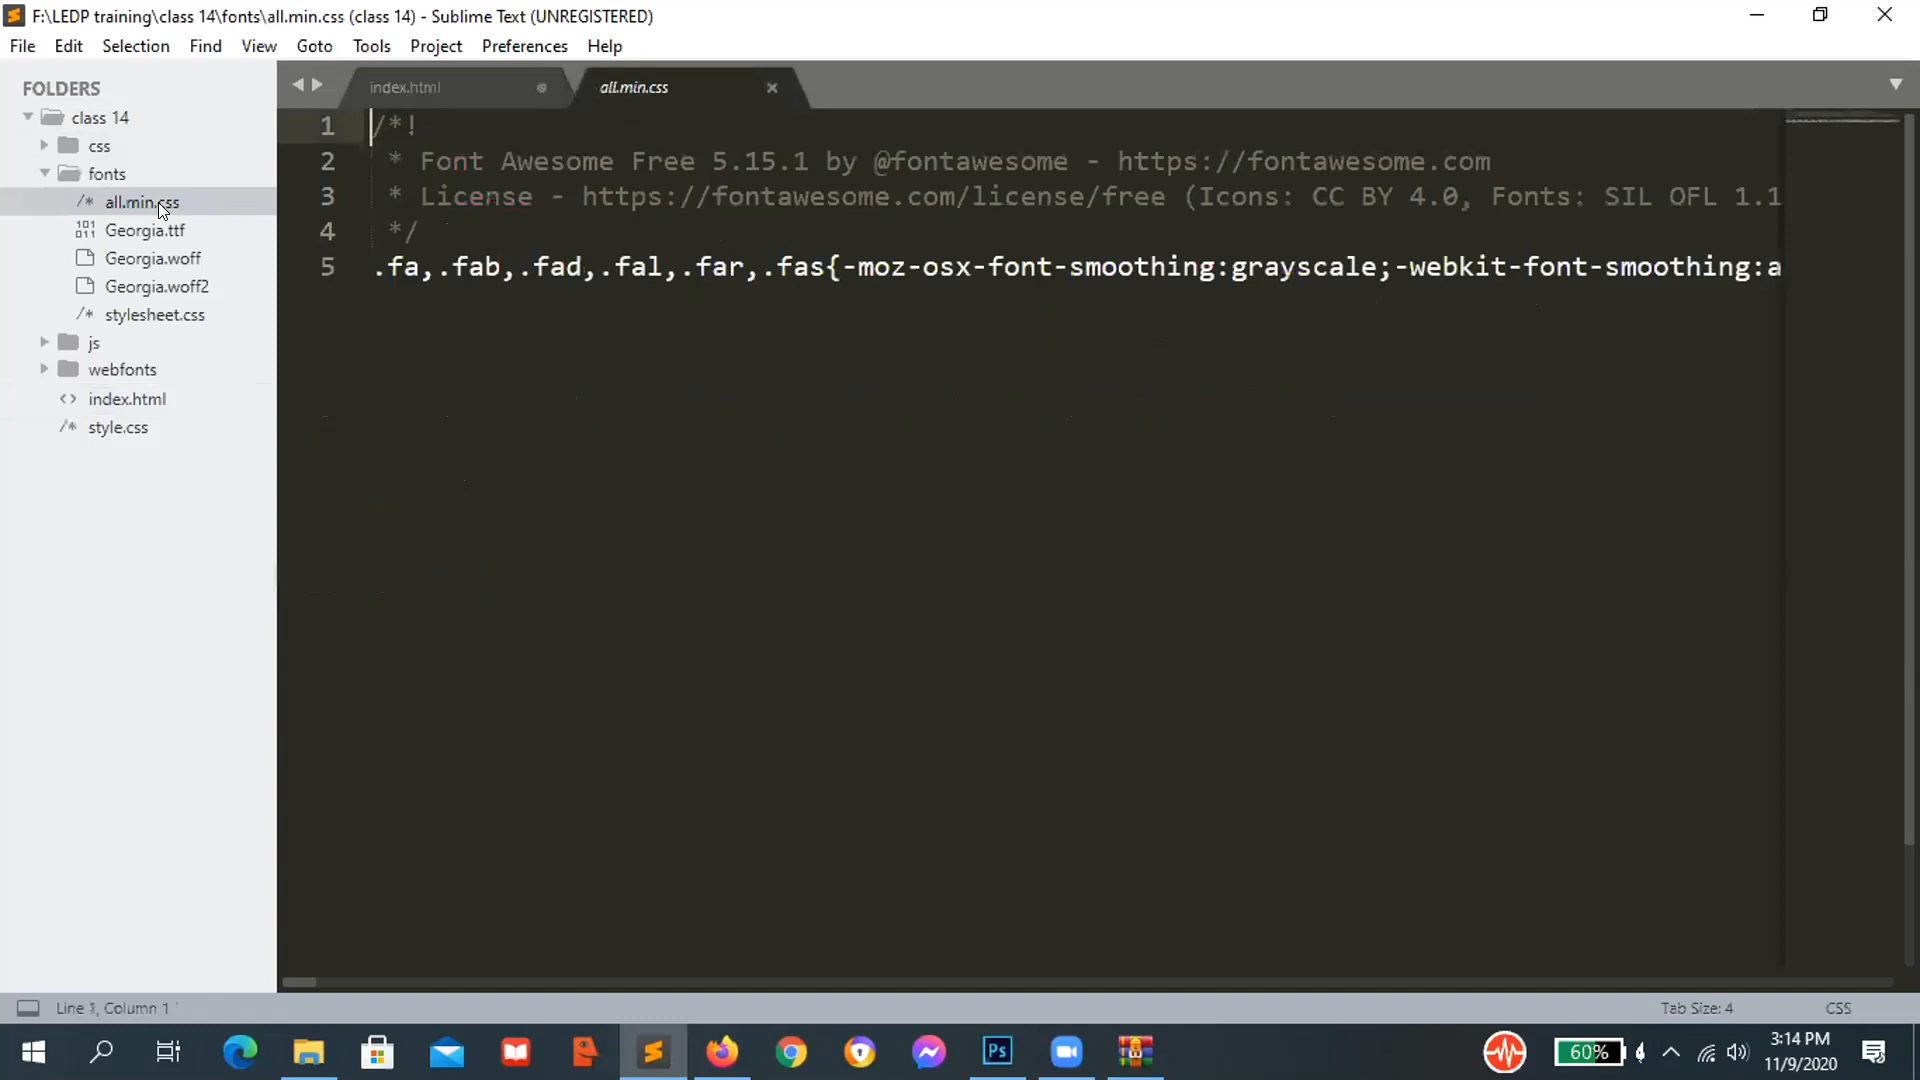 F:\LEDP training\class 14\fonts\all.min.css (class 14) - Sublime Text (UNREGISTERED)
File Edit Selection Find View Goto Tools Project Preferences Help
FOLDERS
class 14
css
fonts
/* all.min.css
Georgia.ttf
Georgia.woff
Georgia.woff2
/* stylesheet.css
js
webfonts
<> index.html
/* style.css
index.html
all.min.css
1 /*!
2 * Font Awesome Free 5.15.1 by @fontawesome - https://fontawesome.com
3 * License - https://fontawesome.com/license/free (Icons: CC BY 4.0, Fonts: SIL OFL 1.1
4 */
5 .fa,.fab,.fad,.fal,.far,.fas{-moz-osx-font-smoothing:grayscale;-webkit-font-smoothing:a
Line 1, Column 1
Tab Size: 4
CSS
Ps
60%
3:14 PM
11/9/2020